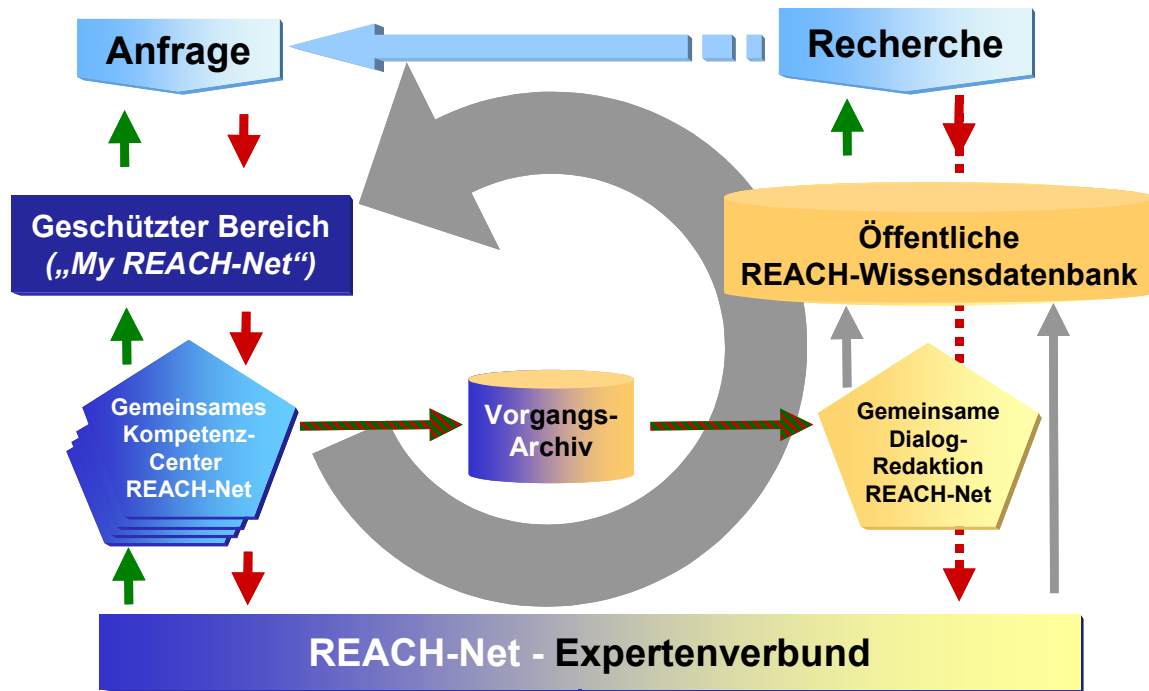 Anfrage
Recherche
Geschützter Bereich
(„My REACH-Net“)
Öffentliche
REACH-Wissensdatenbank
Gemeinsames
Kompetenz-
Center
REACH-Net
Vorgangs-
Archiv
Gemeinsame
Dialog-
Redaktion
REACH-Net
REACH-Net - Expertenverbund